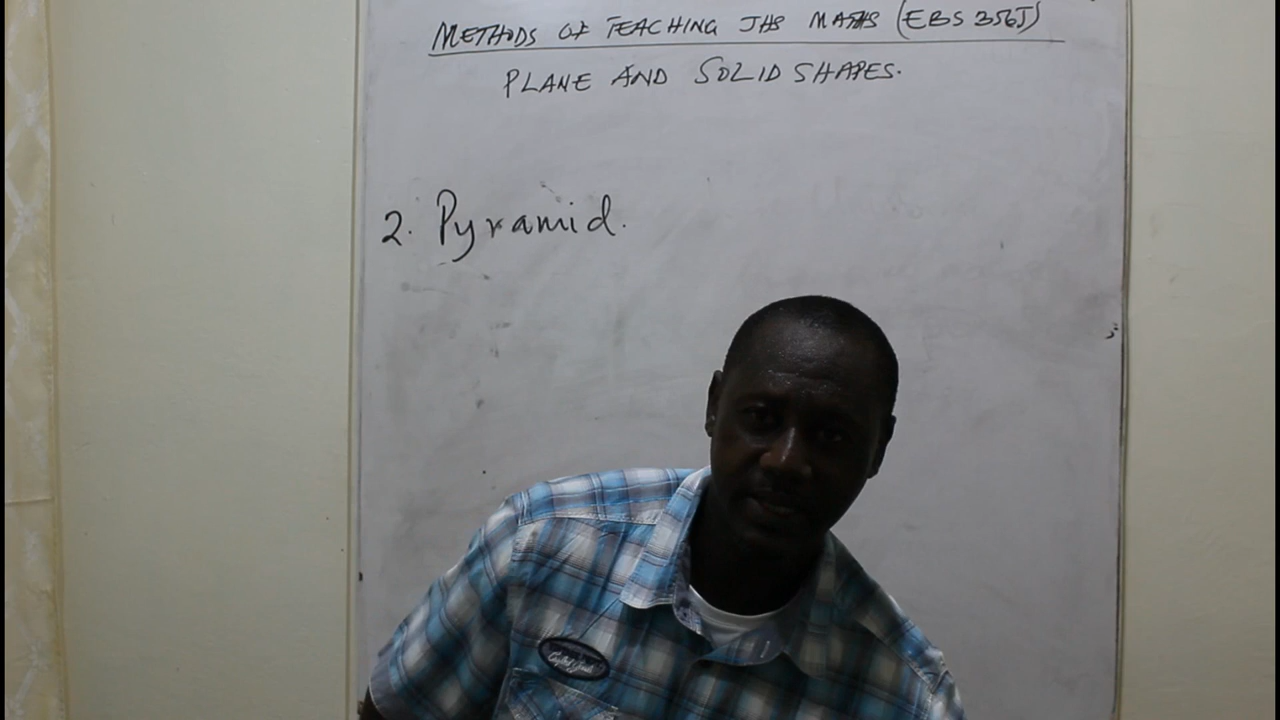 METHODS OF TEACHING JHS MATHS (EBS 356J)
PLANE AND SOLID SHAPES.
2. Pyramid.